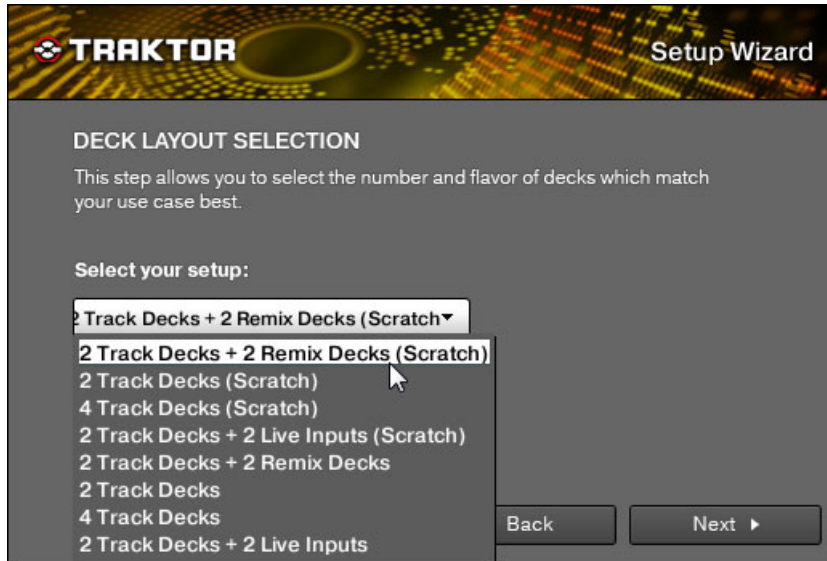 TRAKTOR
Setup Wizard
DECK LAYOUT SELECTION
This step allows you to select the number and flavor of decks which match
your use case best.
Select your setup:
2 Track Decks + 2 Remix Decks (Scratch
2 Track Decks + 2 Remix Decks (Scratch)
2 Track Decks (Scratch)
4 Track Decks (Scratch)
2 Track Decks + 2 Live Inputs (Scratch)
2 Track Decks + 2 Remix Decks
2 Track Decks
4 Track Decks
2 Track Decks + 2 Live Inputs
Back
Next